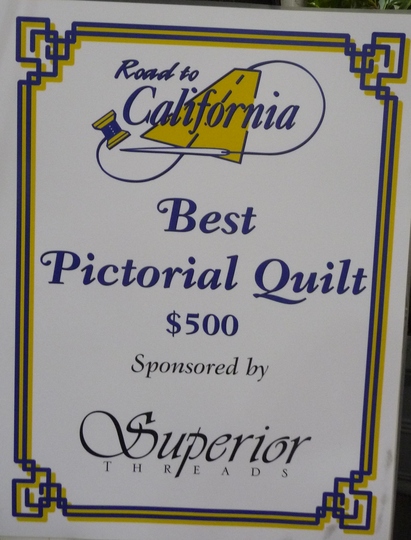 Road to
California
Best
Pictorial Quilt
$500
Sponsored by
Superior
THREADS